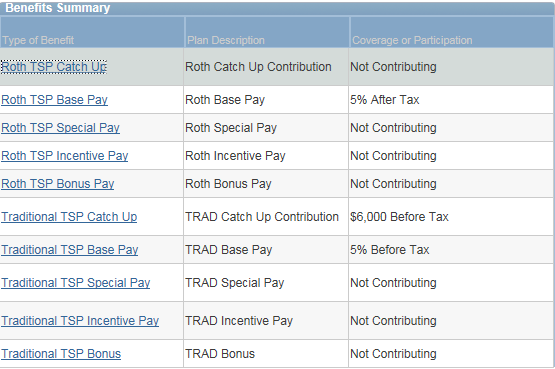 Benefits Summary
Type of Benefit Plan Description Coverage or Participation
Roth TSP Catch Up Roth Catch Up Contribution Not Contributing
Roth TSP Base Pay Roth Base Pay 5% After Tax
Roth TSP Special Pay Roth Special Pay Not Contributing
Roth TSP Incentive Pay Roth Incentive Pay Not Contributing
Roth TSP Bonus Pay Roth Bonus Pay Not Contributing
Traditional TSP Catch Up TRAD Catch Up Contribution $6,000 Before Tax
Traditional TSP Base Pay TRAD Base Pay 5% Before Tax
Traditional TSP Special Pay TRAD Special Pay Not Contributing
Traditional TSP Incentive Pay TRAD Incentive Pay Not Contributing
Traditional TSP Bonus TRAD Bonus Not Contributing